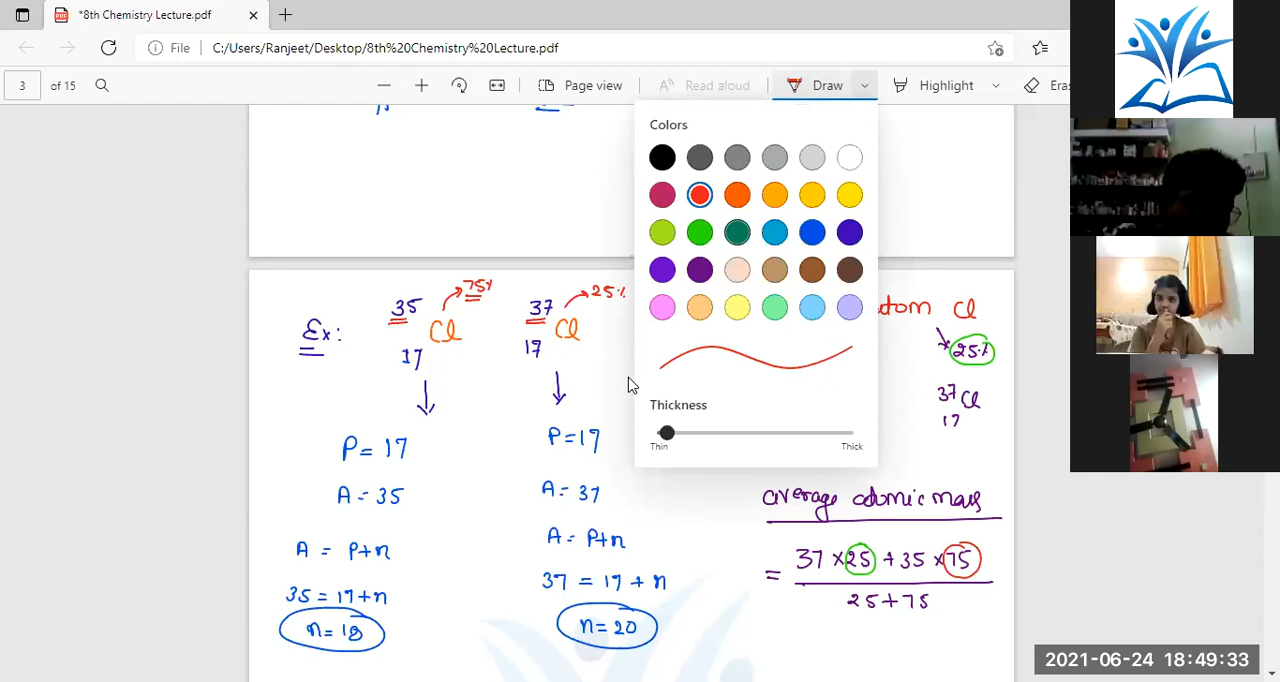 *8th Chemistry Lecture.pdf
File
C:/Users/Ranjeet/Desktop/8th%20Chemistry%20Lecture.pdf
3 of 15
Page view
Read aloud
Draw
Highlight
Colors
Thickness
Thin
Thick
Ex:
35
Cl
17
75%
37
Cl
17
25%
P = 17
A = 35
A = P+n
35 = 17+n
n = 18
P = 17
A = 37
A = P+n
37 = 17 + n
n = 20
Cl
25%
37
Cl
17
average atomic mass
= 37 × 25 + 35 × 75
25 + 75
2021-06-24 18:49:33